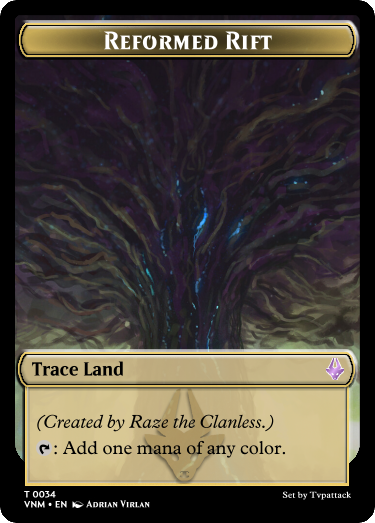 Reformed Rift
Trace Land
(Created by Raze the Clanless.)
: Add one mana of any color.
T 0034
Set by Tvpattack
VNM • EN Adrian Virlan